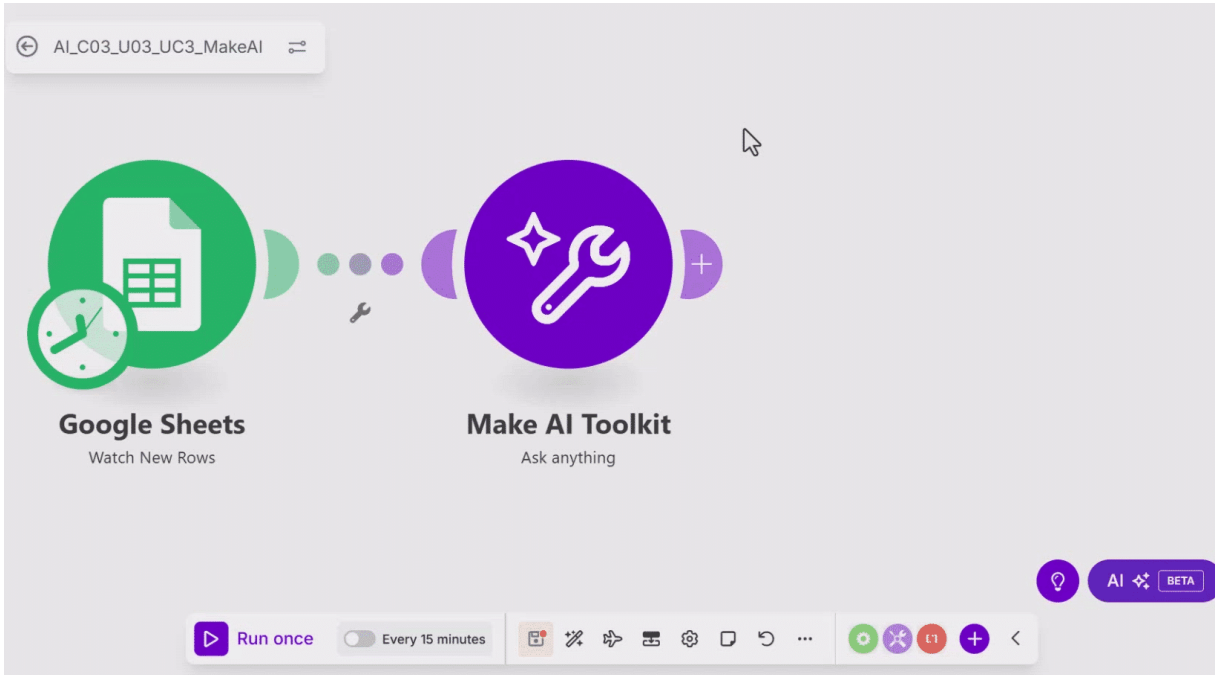 AI_C03_U03_UC3_MakeAI
Google Sheets
Watch New Rows
Make AI Toolkit
Ask anything
AI BETA
Run once
Every 15 minutes